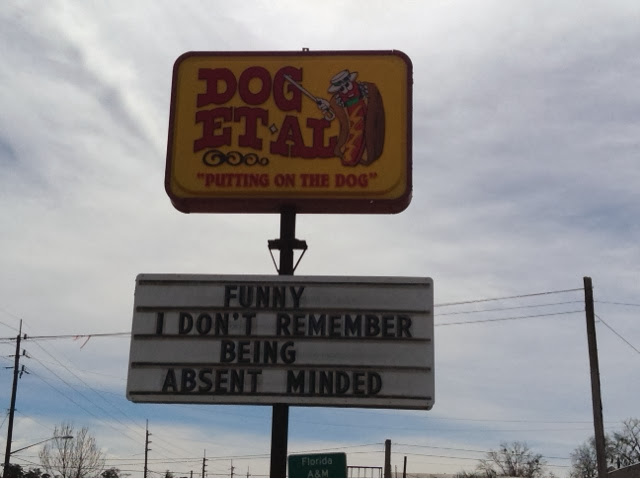 DOG
ET·AL
"PUTTING ON THE DOG"
FUNNY
I DON'T REMEMBER
BEING
ABSENT MINDED
Florida
A&M